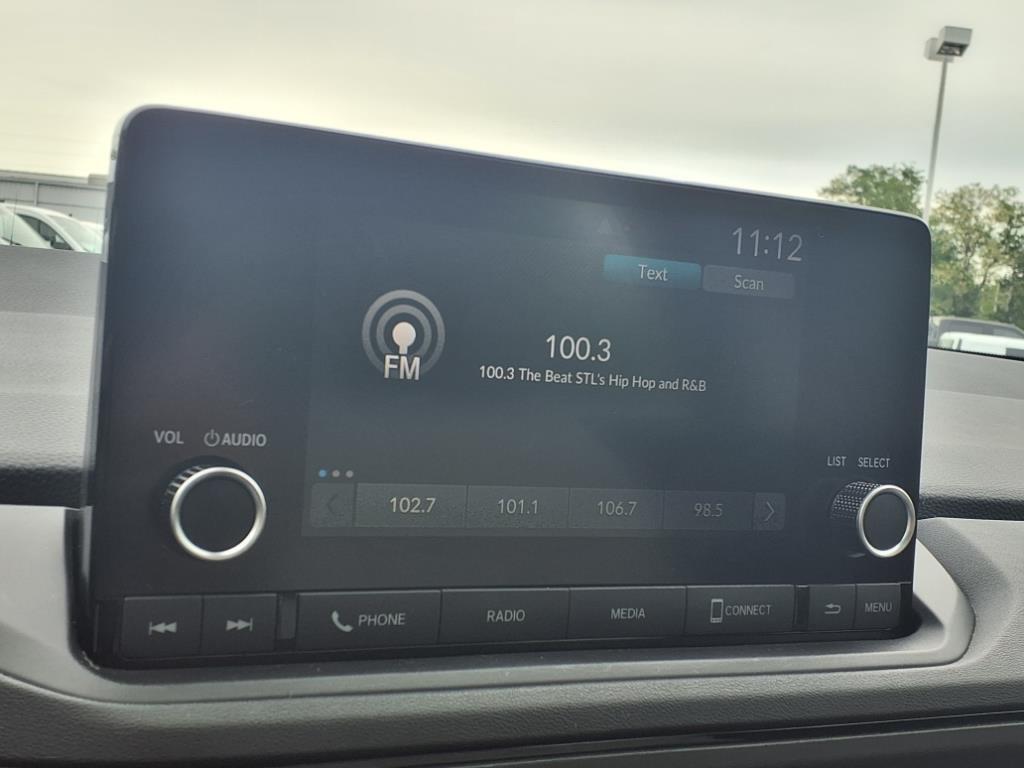 11:12
Text
Scan
FM
100.3
100.3 The Beat STL's Hip Hop and R&B
VOL AUDIO
LIST SELECT
102.7 101.1 106.7 98.5
PHONE RADIO MEDIA CONNECT MENU